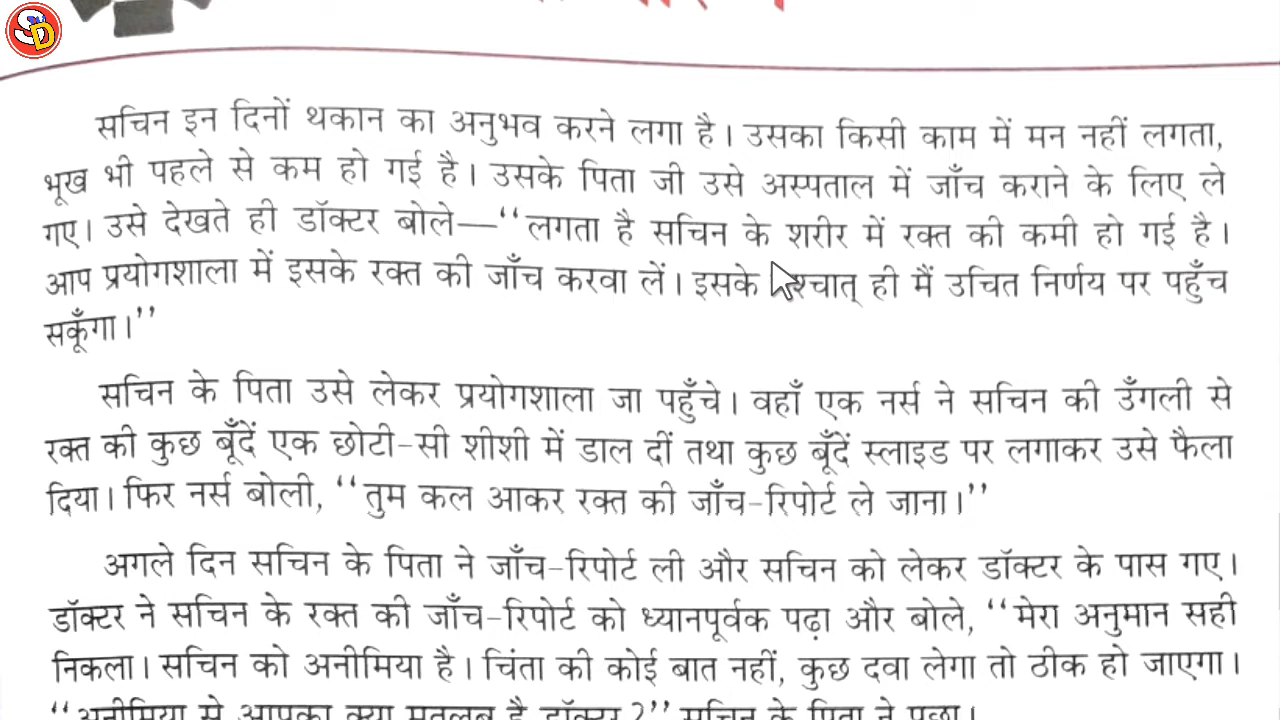 SD
सचिन इन दिनों थकान का अनुभव करने लगा है। उसका किसी काम में मन नहीं लगता,
भूख भी पहले से कम हो गई है। उसके पिता जी उसे अस्पताल में जाँच कराने के लिए ले
गए। उसे देखते ही डॉक्टर बोले—“लगता है सचिन के शरीर में रक्त की कमी हो गई है।
आप प्रयोगशाला में इसके रक्त की जाँच करवा लें। इसके पश्चात् ही मैं उचित निर्णय पर पहुँच
सकूँगा।”
सचिन के पिता उसे लेकर प्रयोगशाला जा पहुँचे। वहाँ एक नर्स ने सचिन की उँगली से
रक्त की कुछ बूँदें एक छोटी-सी शीशी में डाल दीं तथा कुछ बूँदें स्लाइड पर लगाकर उसे फैला
दिया। फिर नर्स बोली, “तुम कल आकर रक्त की जाँच-रिपोर्ट ले जाना।”
अगले दिन सचिन के पिता ने जाँच-रिपोर्ट ली और सचिन को लेकर डॉक्टर के पास गए।
डॉक्टर ने सचिन के रक्त की जाँच-रिपोर्ट को ध्यानपूर्वक पढ़ा और बोले, “मेरा अनुमान सही
निकला। सचिन को अनीमिया है। चिंता की कोई बात नहीं, कुछ दवा लेगा तो ठीक हो जाएगा।
“अनीमिया से आपका क्या मतलब है डॉक्टर?” सचिन के पिता ने पूछा।